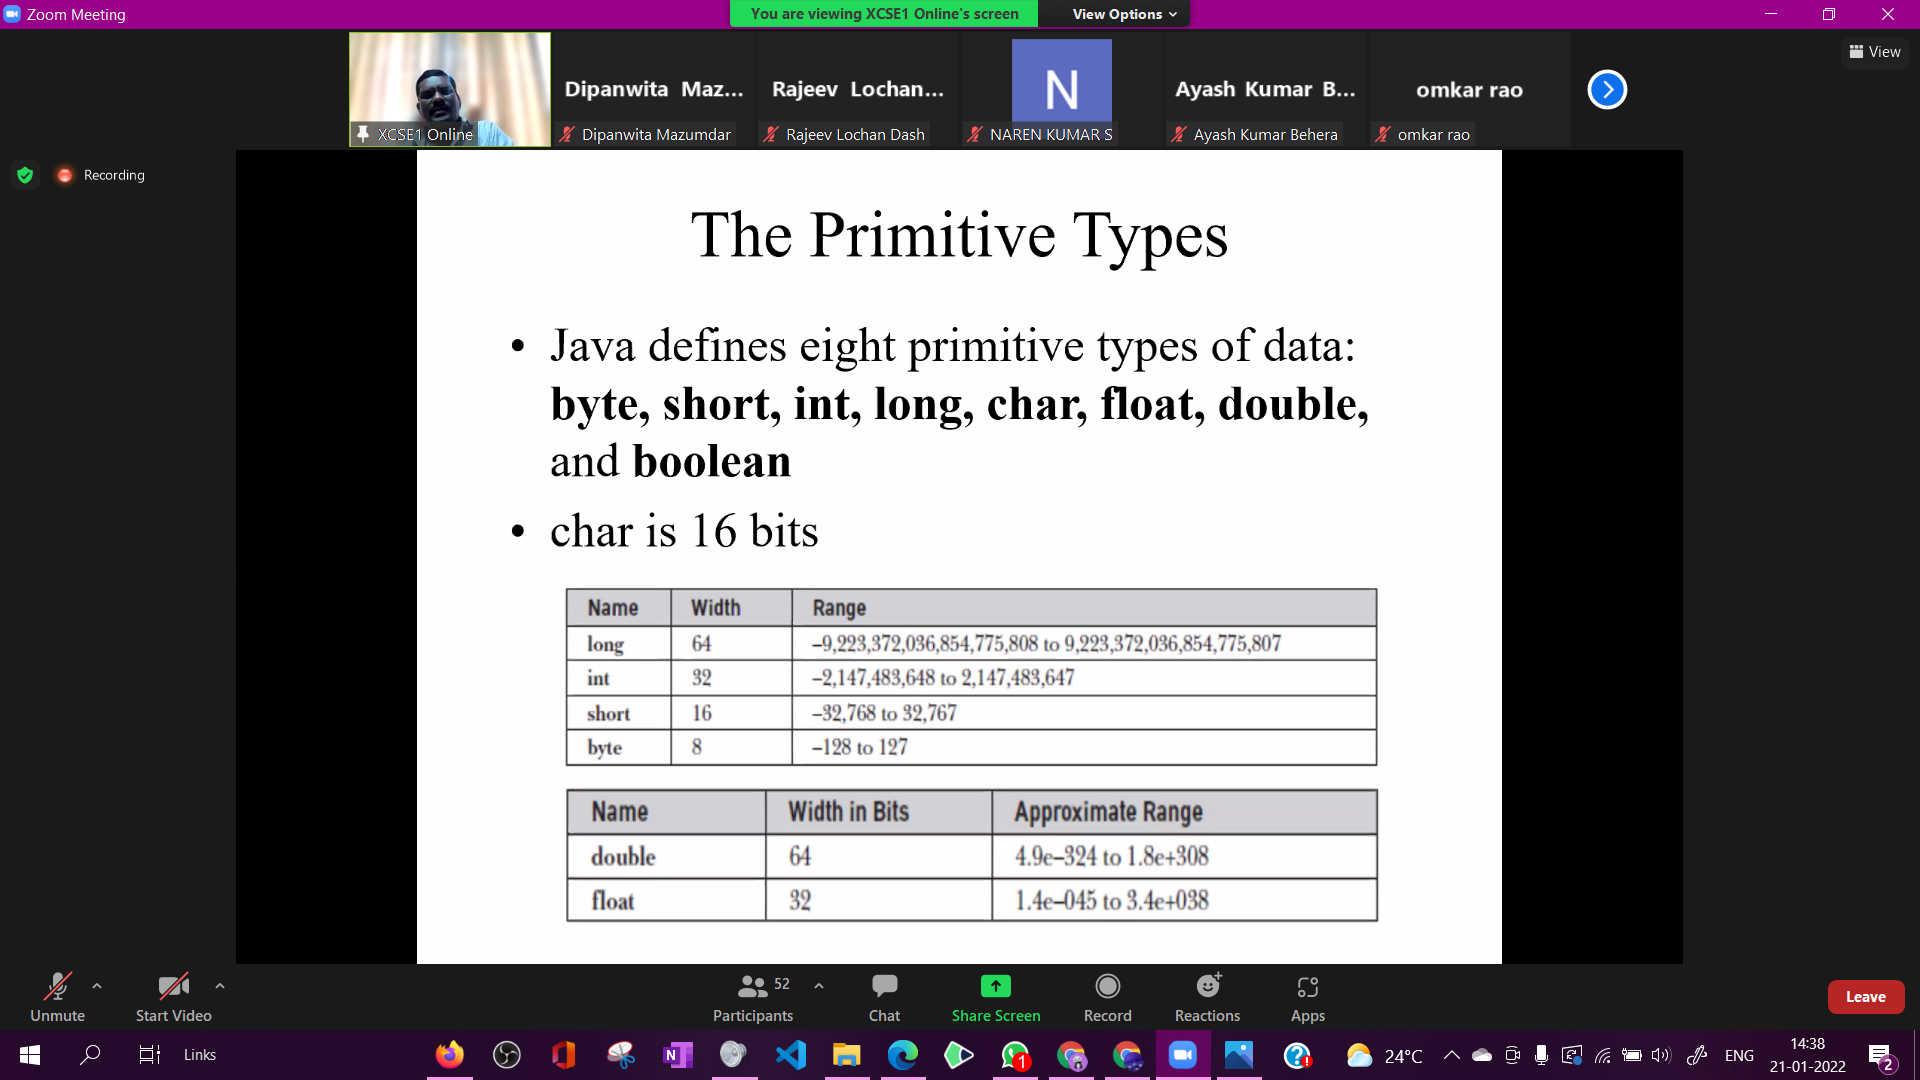 Zoom Meeting
You are viewing XCSE1 Online's screen
View Options
View
Dipanwita Maz...
Rajeev Lochan...
N
Ayash Kumar B...
omkar rao
XCSE1 Online
Dipanwita Mazumdar
Rajeev Lochan Dash
NAREN KUMAR S
Ayash Kumar Behera
omkar rao
Recording
The Primitive Types
• Java defines eight primitive types of data:
byte, short, int, long, char, float, double,
and boolean
• char is 16 bits
Name Width Range
long 64 –9,223,372,036,854,775,808 to 9,223,372,036,854,775,807
int 32 –2,147,483,648 to 2,147,483,647
short 16 –32,768 to 32,767
byte 8 –128 to 127
Name Width in Bits Approximate Range
double 64 4.9e–324 to 1.8e+308
float 32 1.4e–045 to 3.4e+038
52
Unmute
Start Video
Participants
Chat
Share Screen
Record
Reactions
Apps
Leave
Links
N
1
24°C
ENG
14:38
21-01-2022
2